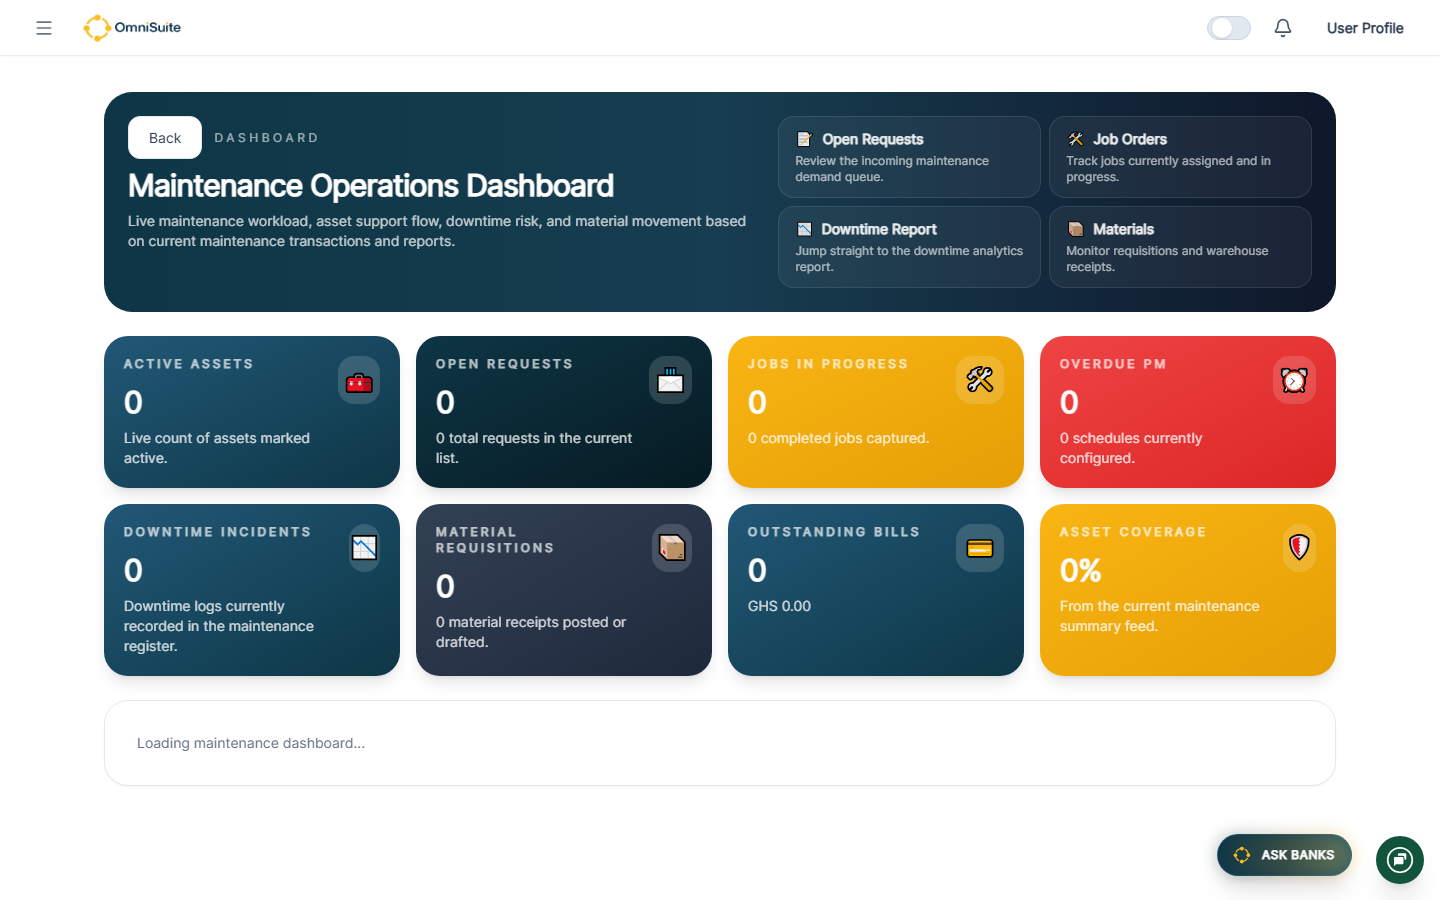 OmniSuite
User Profile
Back
DASHBOARD
Maintenance Operations Dashboard
Live maintenance workload, asset support flow, downtime risk, and material movement based
on current maintenance transactions and reports.
Open Requests
Review the incoming maintenance
demand queue.
Job Orders
Track jobs currently assigned and in
progress.
Downtime Report
Jump straight to the downtime analytics
report.
Materials
Monitor requisitions and warehouse
receipts.
ACTIVE ASSETS
0
Live count of assets marked
active.
OPEN REQUESTS
0
0 total requests in the current
list.
JOBS IN PROGRESS
0
0 completed jobs captured.
OVERDUE PM
0
0 schedules currently
configured.
DOWNTIME INCIDENTS
0
Downtime logs currently
recorded in the maintenance
register.
MATERIAL
REQUISITIONS
0
0 material receipts posted or
drafted.
OUTSTANDING BILLS
0
GHS 0.00
ASSET COVERAGE
0%
From the current maintenance
summary feed.
Loading maintenance dashboard...
ASK BANKS